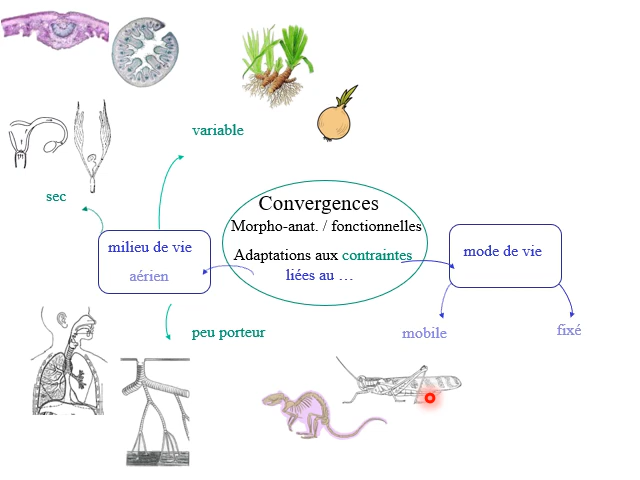 variable
sec
Convergences
Morpho-anat. / fonctionnelles
Adaptations aux contraintes
liées au …
milieu de vie
aérien
mode de vie
peu porteur
mobile
fixé